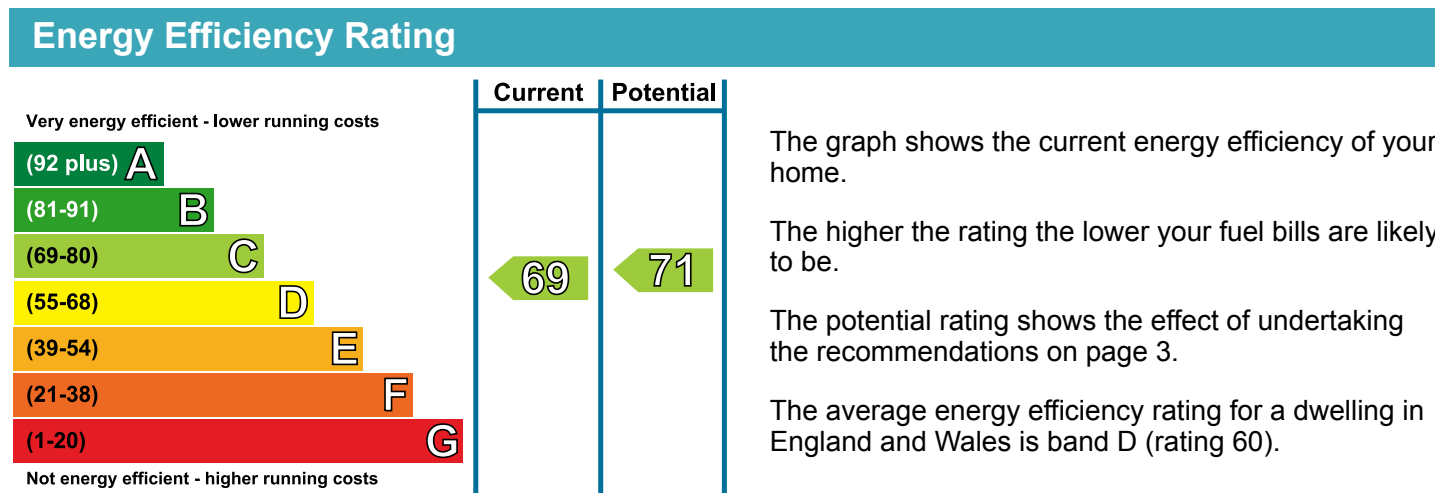 Energy Efficiency Rating
Current Potential
Very energy efficient - lower running costs
(92 plus) A
(81-91) B
(69-80) C
(55-68) D
(39-54) E
(21-38) F
(1-20) G
Not energy efficient - higher running costs
69 71
The graph shows the current energy efficiency of your
home.
The higher the rating the lower your fuel bills are likely
to be.
The potential rating shows the effect of undertaking
the recommendations on page 3.
The average energy efficiency rating for a dwelling in
England and Wales is band D (rating 60).